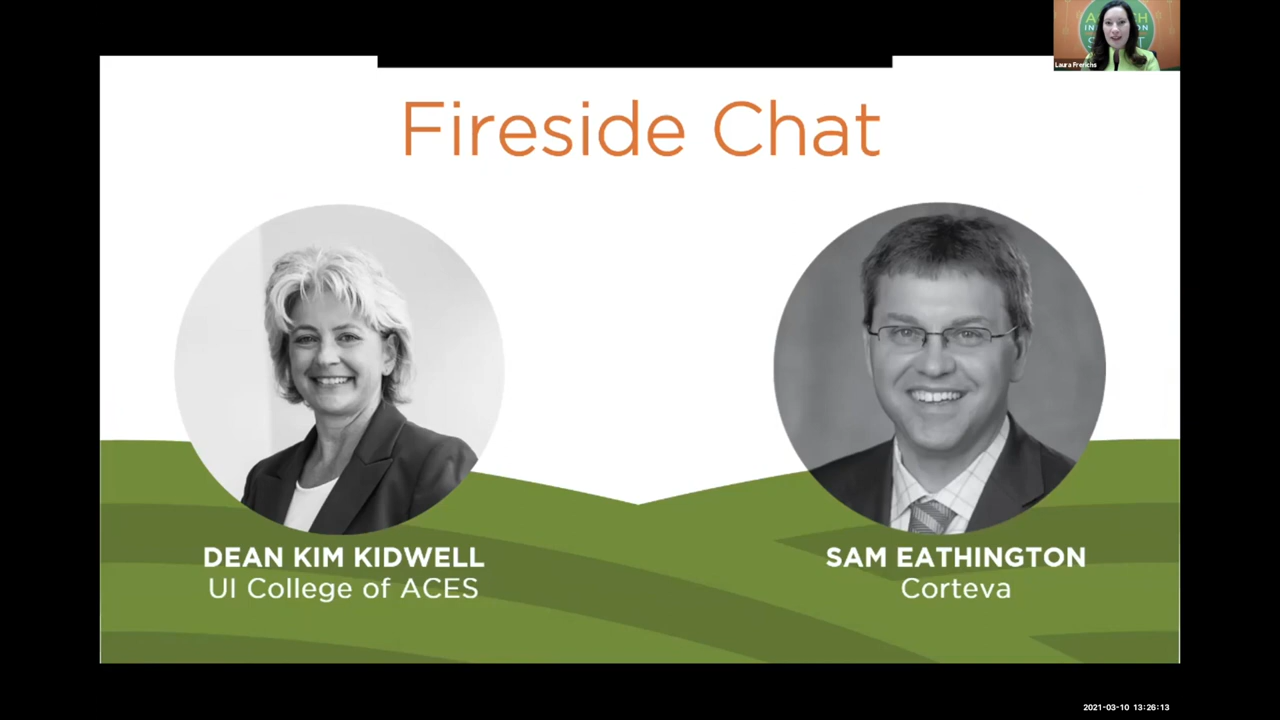 Fireside Chat
Laura Frerichs
DEAN KIM KIDWELL
UI College of ACES
SAM EATHINGTON
Corteva
2021-03-10 13:26:13